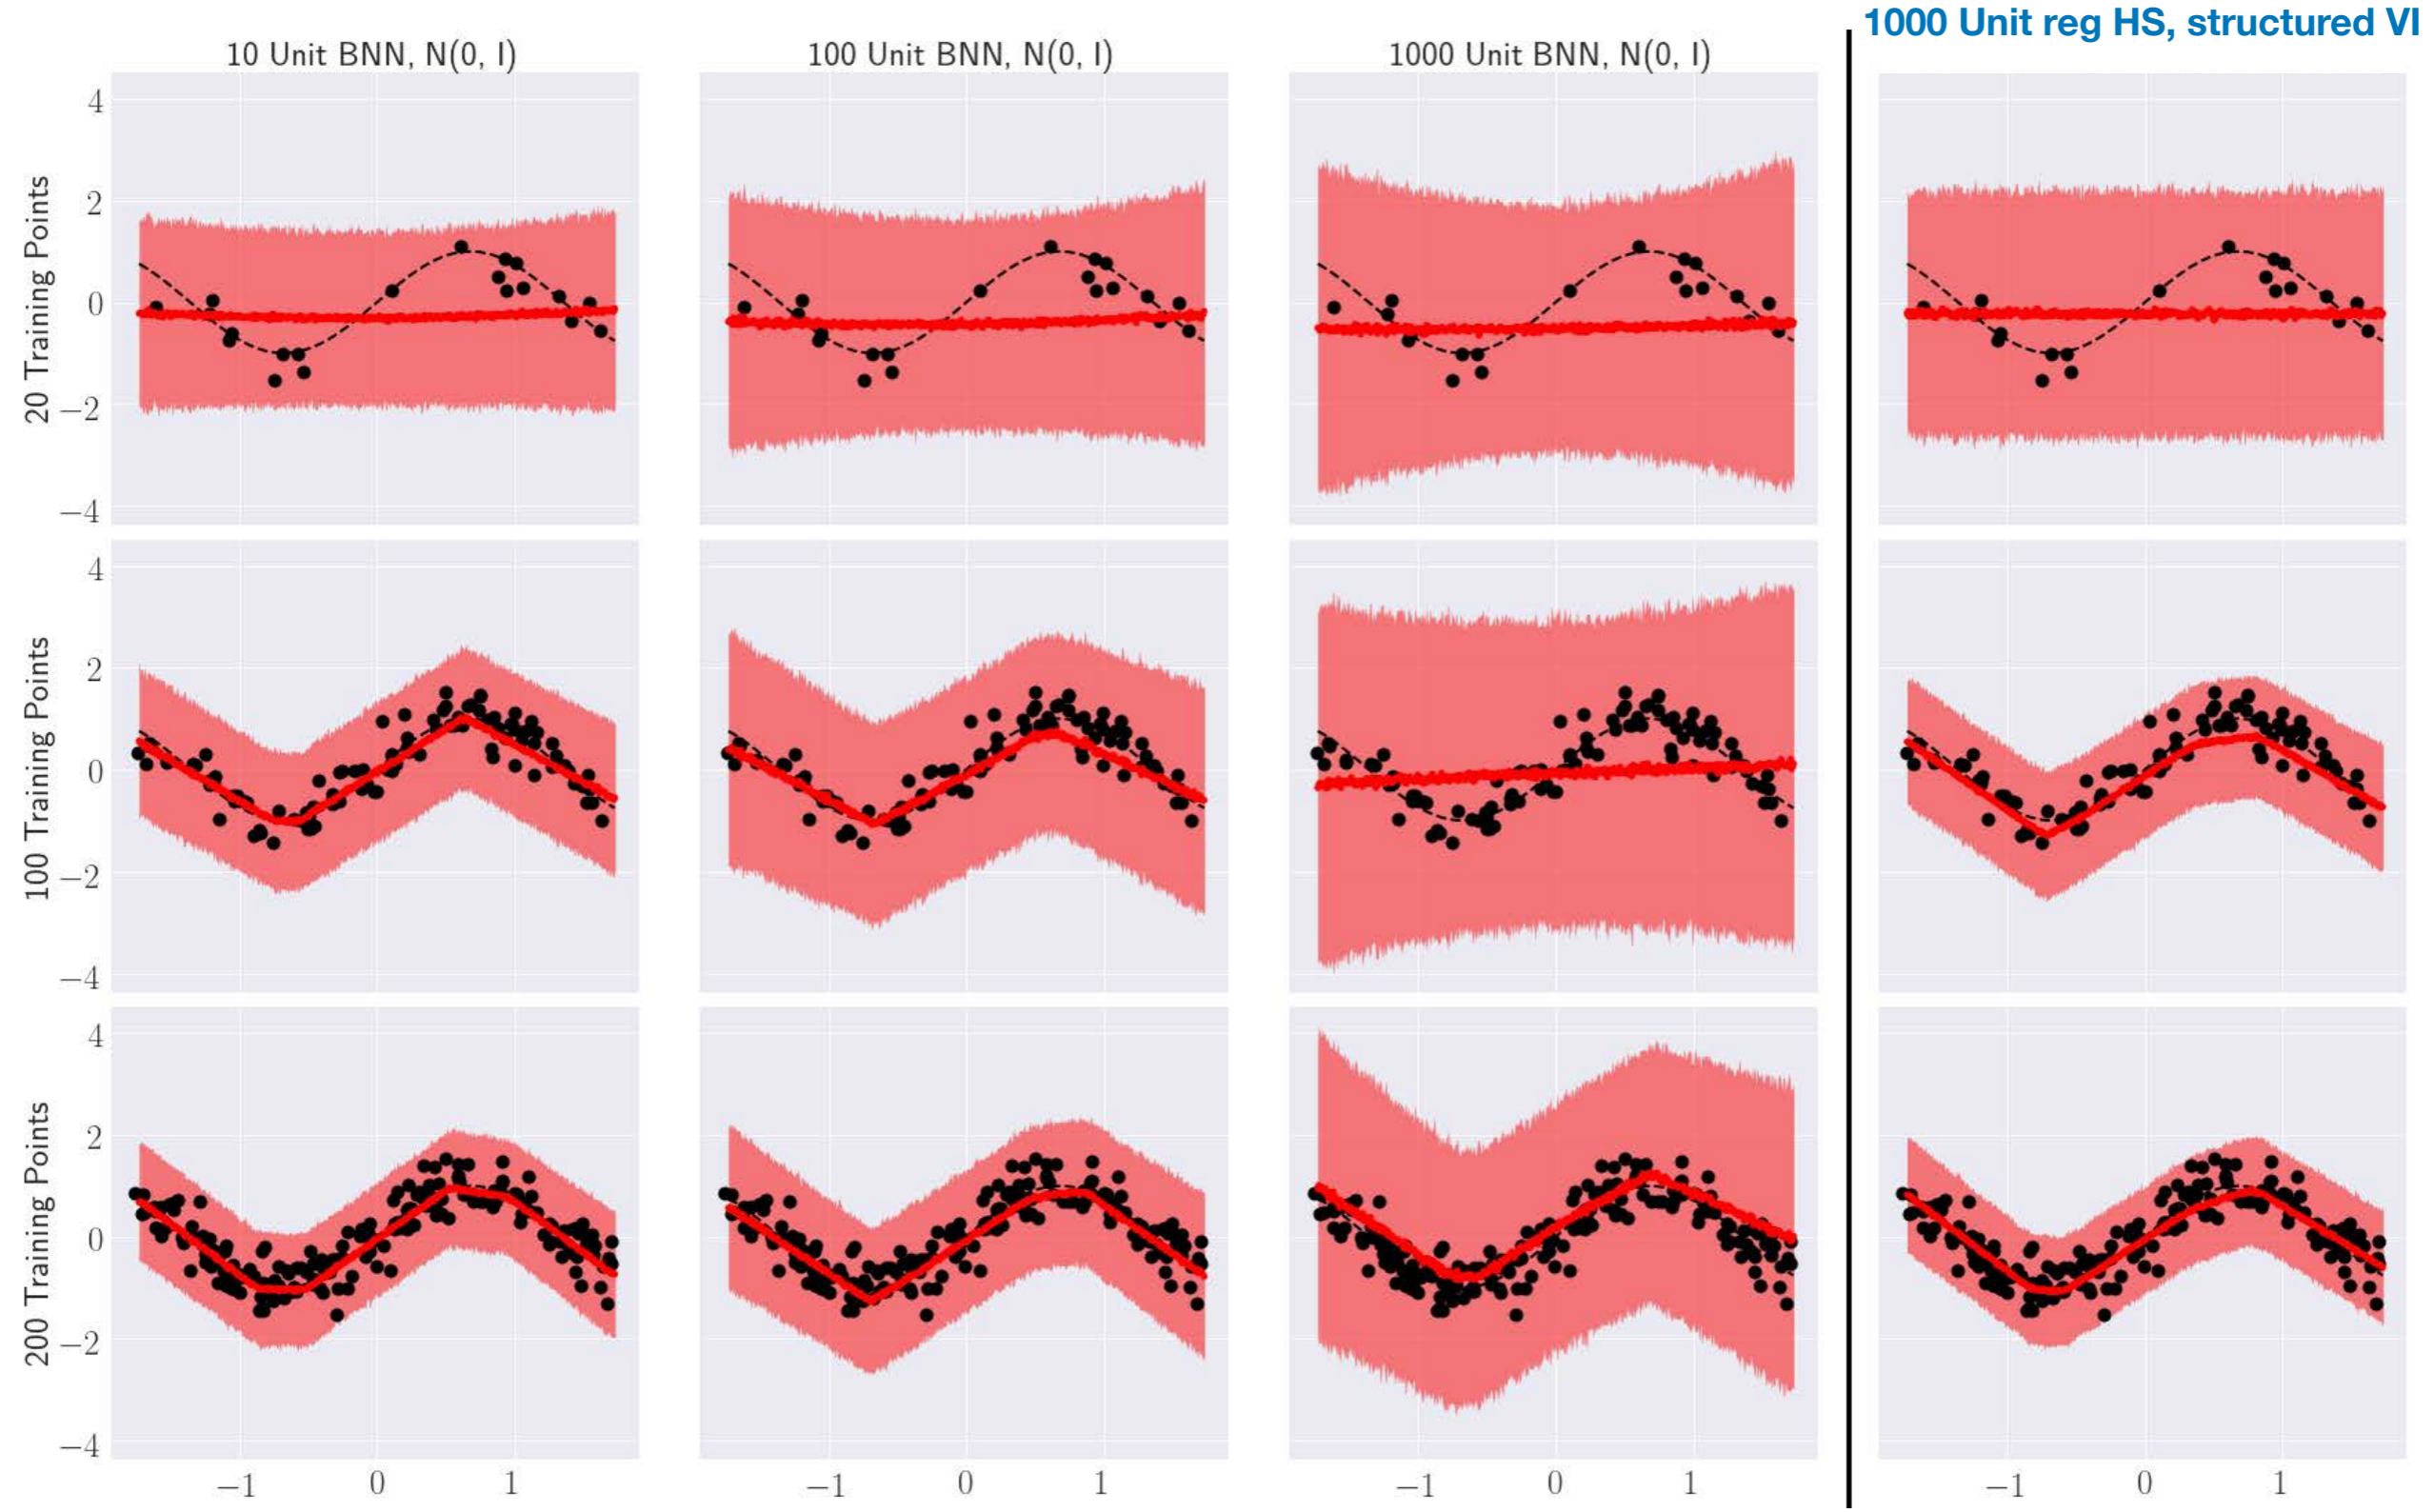 1000 Unit reg HS, structured VI
10 Unit BNN, N(0, I)
100 Unit BNN, N(0, I)
1000 Unit BNN, N(0, I)
20 Training Points
4
2
0
−2
−4
100 Training Points
4
2
0
−2
−4
200 Training Points
4
2
0
−2
−4
−1 0 1
−1 0 1
−1 0 1
−1 0 1